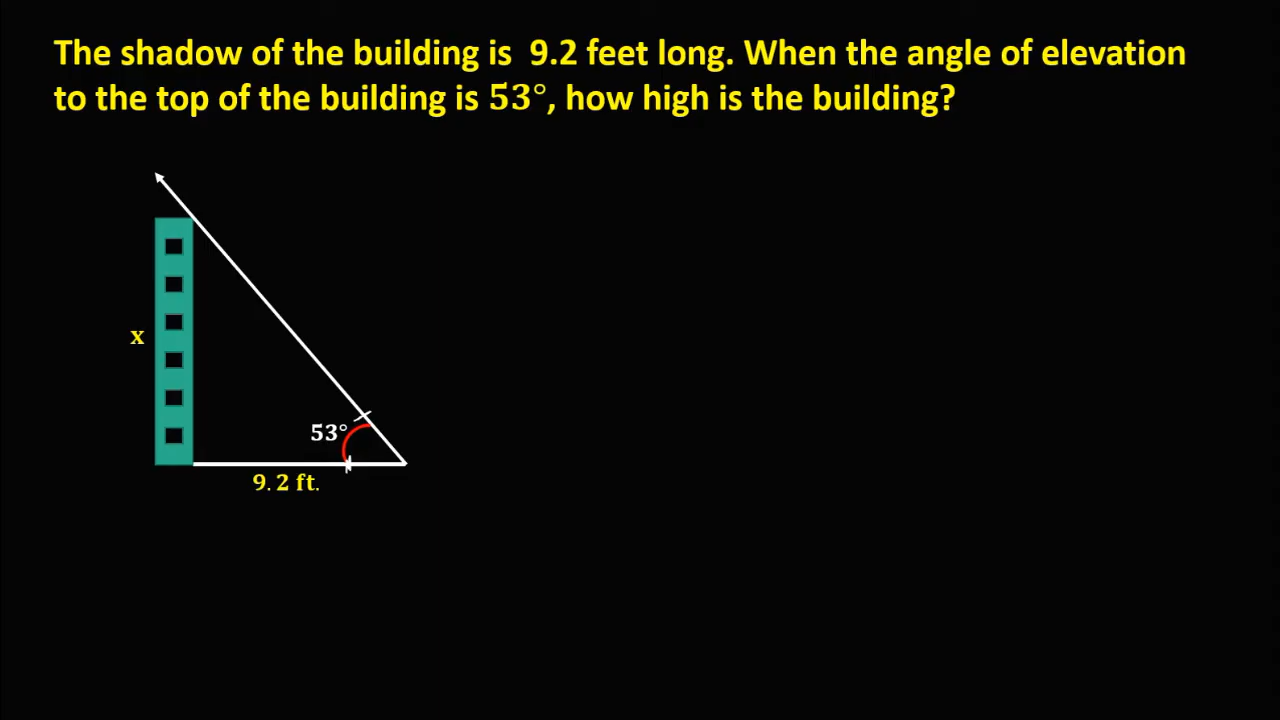 The shadow of the building is  9.2 feet long. When the angle of elevation
to the top of the building is 53°, how high is the building?
x
53°
9.2 ft.